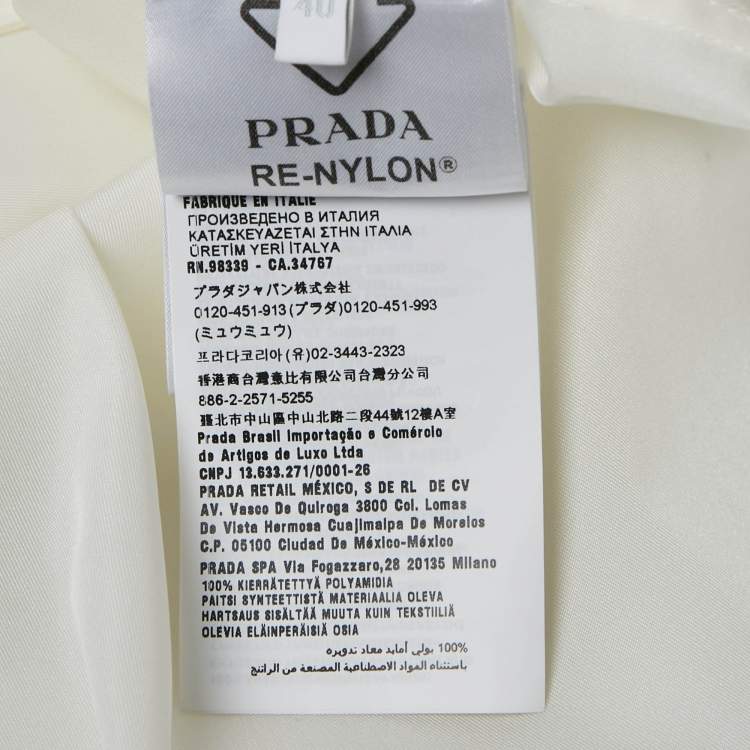 40
PRADA
RE-NYLON®
FABRIQUÉ EN ITALIE
ПРОИЗВЕДЕНО В ИТАЛИЯ
ΚΑΤΑΣΚΕΥΑΖΕΤΑΙ ΣΤΗΝ ΙΤΑΛΙΑ
ÜRETİM YERİ İTALYA
RN.98339 - CA.34767
プラダジャパン株式会社
0120-451-913(プラダ)0120-451-993
(ミュウミュウ)
프라다코리아(유)02-3443-2323
香港商台灣意比有限公司台灣分公司
886-2-2571-5255
臺北市中山區中山北路二段44號12樓A室
Prada Brasil Importação e Comércio
de Artigos de Luxo Ltda
CNPJ 13.633.271/0001-26
PRADA RETAIL MÉXICO, S DE RL DE CV
AV. Vasco De Quiroga 3800 Col. Lomas
De Vista Hermosa Cuajimalpa De Morelos
C.P. 05100 Ciudad De México-México
PRADA SPA Via Fogazzaro,28 20135 Milano
100% KIERRÄTETTYÄ POLYAMIDIA
PAITSI SYNTEETTISTÄ MATERIAALIA OLEVA
HARTSAUS SISÄLTÄÄ MUUTA KUIN TEKSTIILIÄ
OLEVIA ELÄINPERÄISIÄ OSIA
100% بولي أمايد معاد تدويره
باستثناء المواد الاصطناعية المصنعة من الراتنج